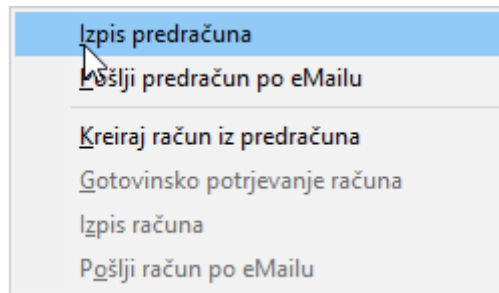 Izpis predračuna
Pošlji predračun po eMailu
Kreiraj račun iz predračuna
Gotovinsko potrjevanje računa
Izpis računa
Pošlji račun po eMailu